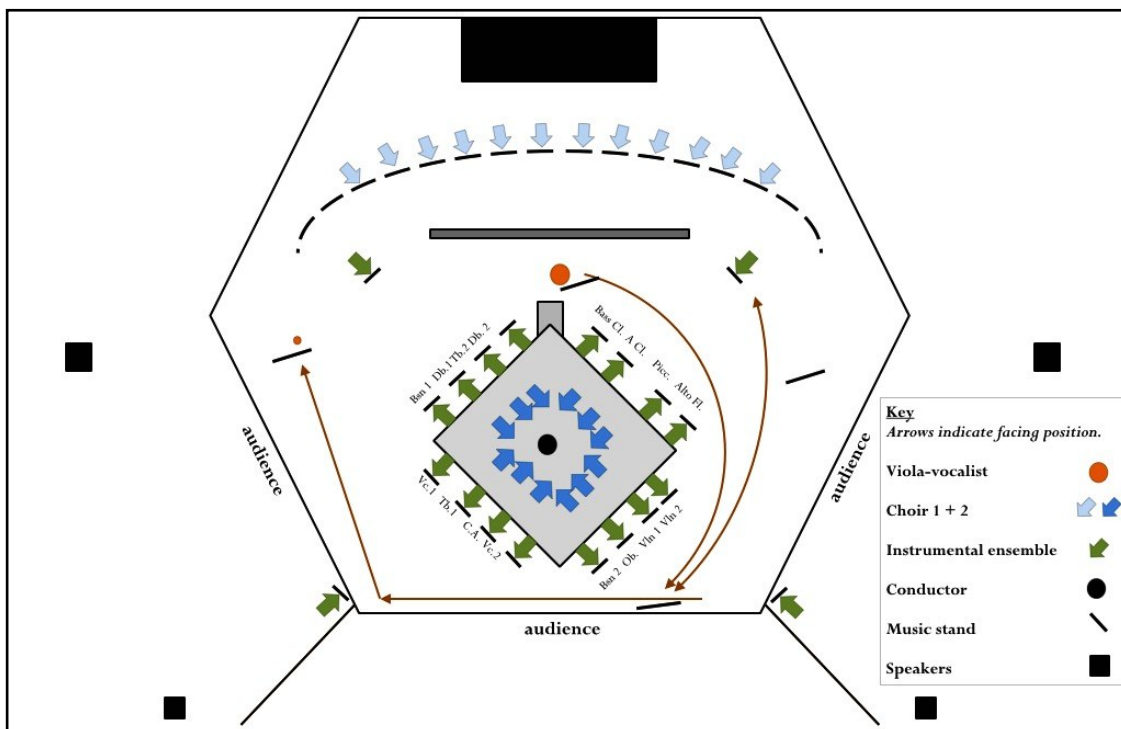 Bsn 1 Db.1 Tb.2 Db. 2
Bass Cl. A Cl. Picc. Alto Fl.
Vc.1 Tb.1 C.A. Vc.2
Bsn 2 Ob. Vln 1 Vln 2
audience
audience
audience
Key
Arrows indicate facing position.
Viola-vocalist
Choir 1 + 2
Instrumental ensemble
Conductor
Music stand
Speakers